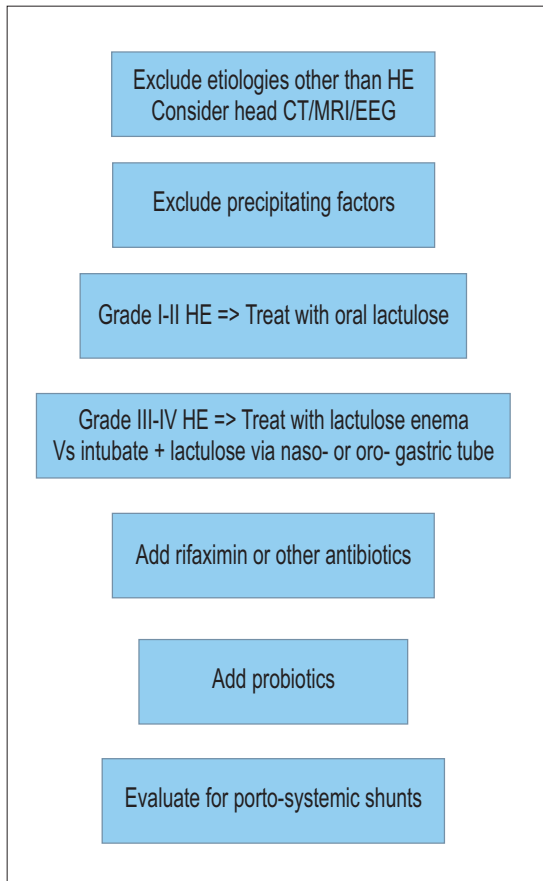 Exclude etiologies other than HE
Consider head CT/MRI/EEG
Exclude precipitating factors
Grade I-II HE => Treat with oral lactulose
Grade III-IV HE => Treat with lactulose enema
Vs intubate + lactulose via naso- or oro- gastric tube
Add rifaximin or other antibiotics
Add probiotics
Evaluate for porto-systemic shunts